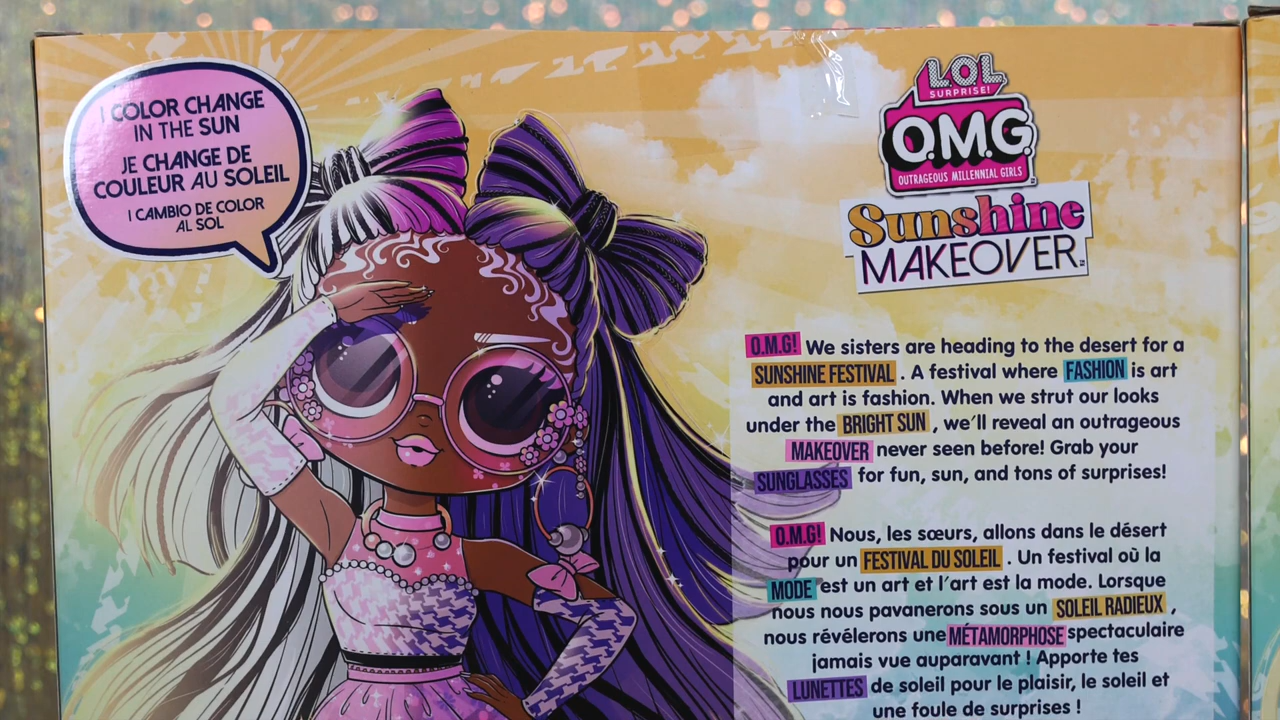 I COLOR CHANGE
IN THE SUN
JE CHANGE DE
COULEUR AU SOLEIL
I CAMBIO DE COLOR
AL SOL
L.O.L.
SURPRISE!
O.M.G.
OUTRAGEOUS MILLENNIAL GIRLS
Sunshine
MAKEOVER
O.M.G! We sisters are heading to the desert for a
SUNSHINE FESTIVAL . A festival where FASHION is art
and art is fashion. When we strut our looks
under the BRIGHT SUN , we'll reveal an outrageous
MAKEOVER never seen before! Grab your
SUNGLASSES for fun, sun, and tons of surprises!
O.M.G! Nous, les sœurs, allons dans le désert
pour un FESTIVAL DU SOLEIL . Un festival où la
MODE est un art et l'art est la mode. Lorsque
nous nous pavanerons sous un SOLEIL RADIEUX ,
nous révélerons une MÉTAMORPHOSE spectaculaire
jamais vue auparavant ! Apporte tes
LUNETTES de soleil pour le plaisir, le soleil et
une foule de surprises !